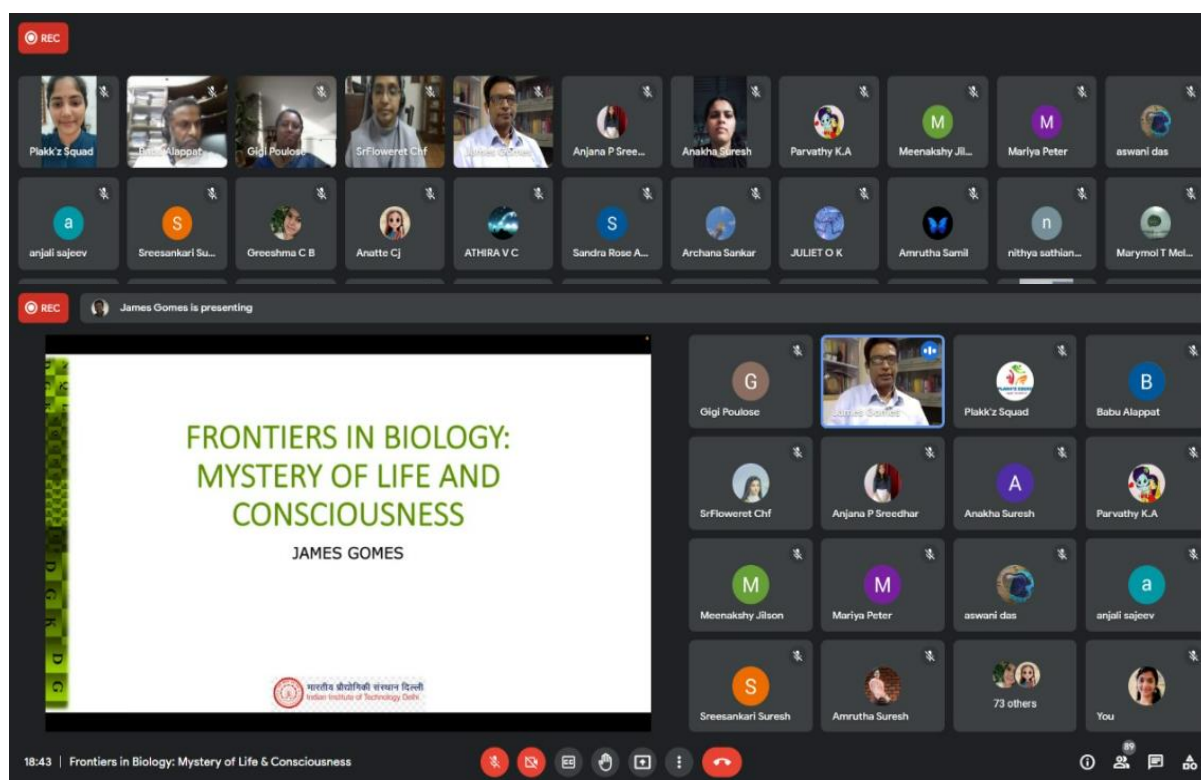 REC
Plakk'z Squad
Babu Alappat
Gigi Poulose
SrFloweret Chf
James Gomes
Anjana P Sree...
Anakha Suresh
Parvathy K.A
M
Meenakshy Jil...
M
Mariya Peter
aswani das
a
anjali sajeev
S
Sreesankari Su...
Greeshma C B
Anatte Cj
ATHIRA V C
S
Sandra Rose A...
Archana Sankar
JULIET O K
Amrutha Samil
n
nithya sathian...
Marymol T Mel...
REC
James Gomes is presenting
FRONTIERS IN BIOLOGY:
MYSTERY OF LIFE AND
CONSCIOUSNESS
JAMES GOMES
भारतीय प्रौद्योगिकी संस्थान दिल्ली
Indian Institute of Technology Delhi
G
Gigi Poulose
James Gomes
Plakk'z Squad
B
Babu Alappat
SrFloweret Chf
Anjana P Sreedhar
A
Anakha Suresh
Parvathy K.A
M
Meenakshy Jilson
M
Mariya Peter
aswani das
a
anjali sajeev
S
Sreesankari Suresh
Amrutha Suresh
73 others
You
18:43 | Frontiers in Biology: Mystery of Life & Consciousness
CC
89